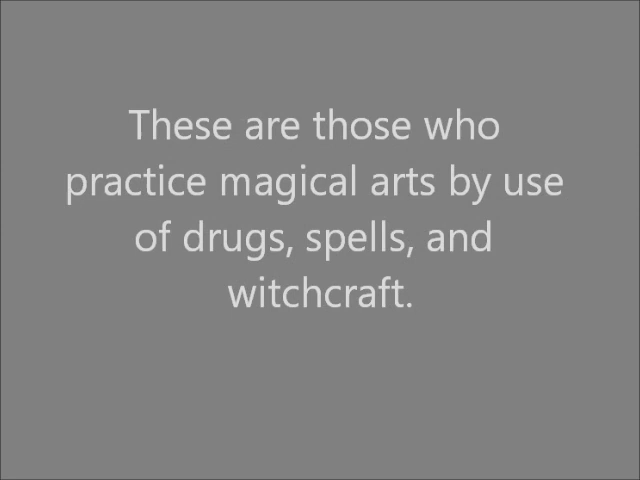 These are those who
practice magical arts by use
of drugs, spells, and
witchcraft.